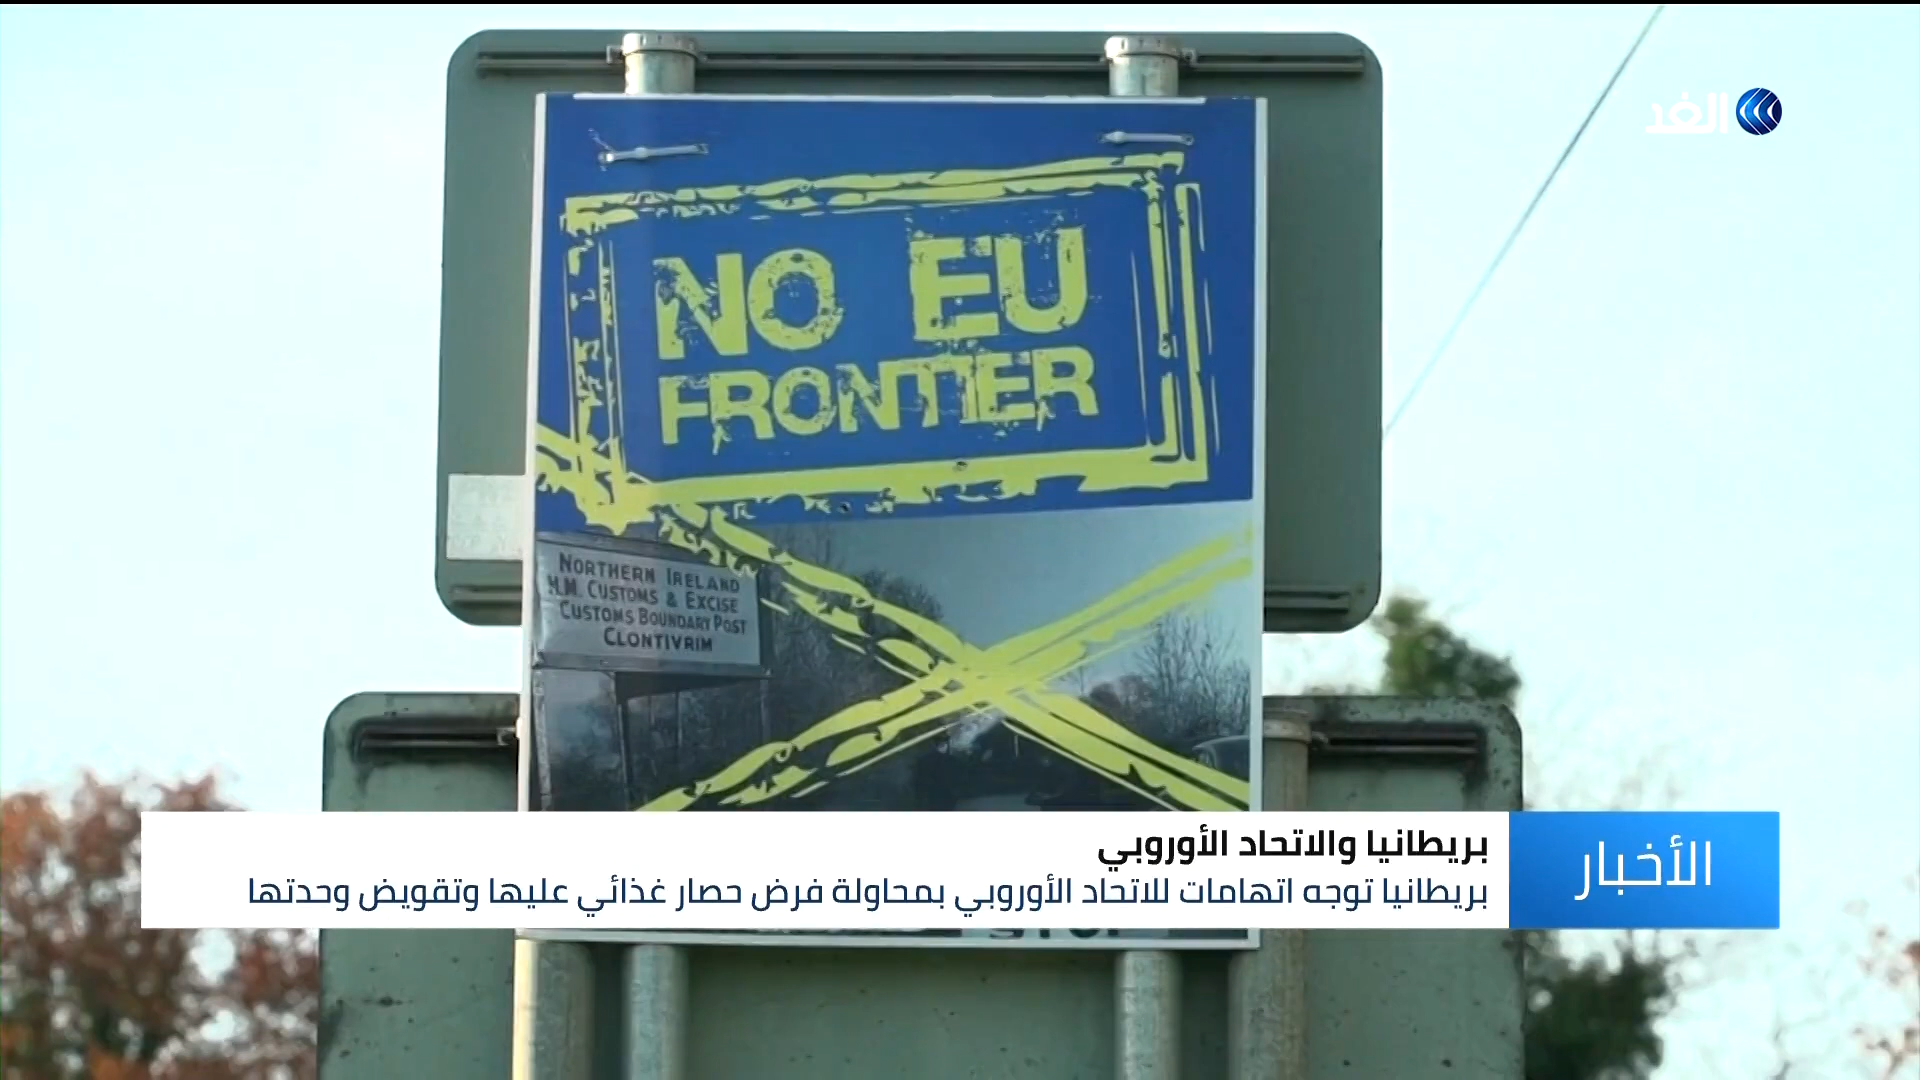 الغد
NO EU
FRONTIER
NORTHERN IRELAND
H.M. CUSTOMS & EXCISE
CUSTOMS BOUNDARY POST
CLONTIVRIM
الأخبار
بريطانيا والاتحاد الأوروبي
بريطانيا توجه اتهامات للاتحاد الأوروبي بمحاولة فرض حصار غذائي عليها وتقويض وحدتها